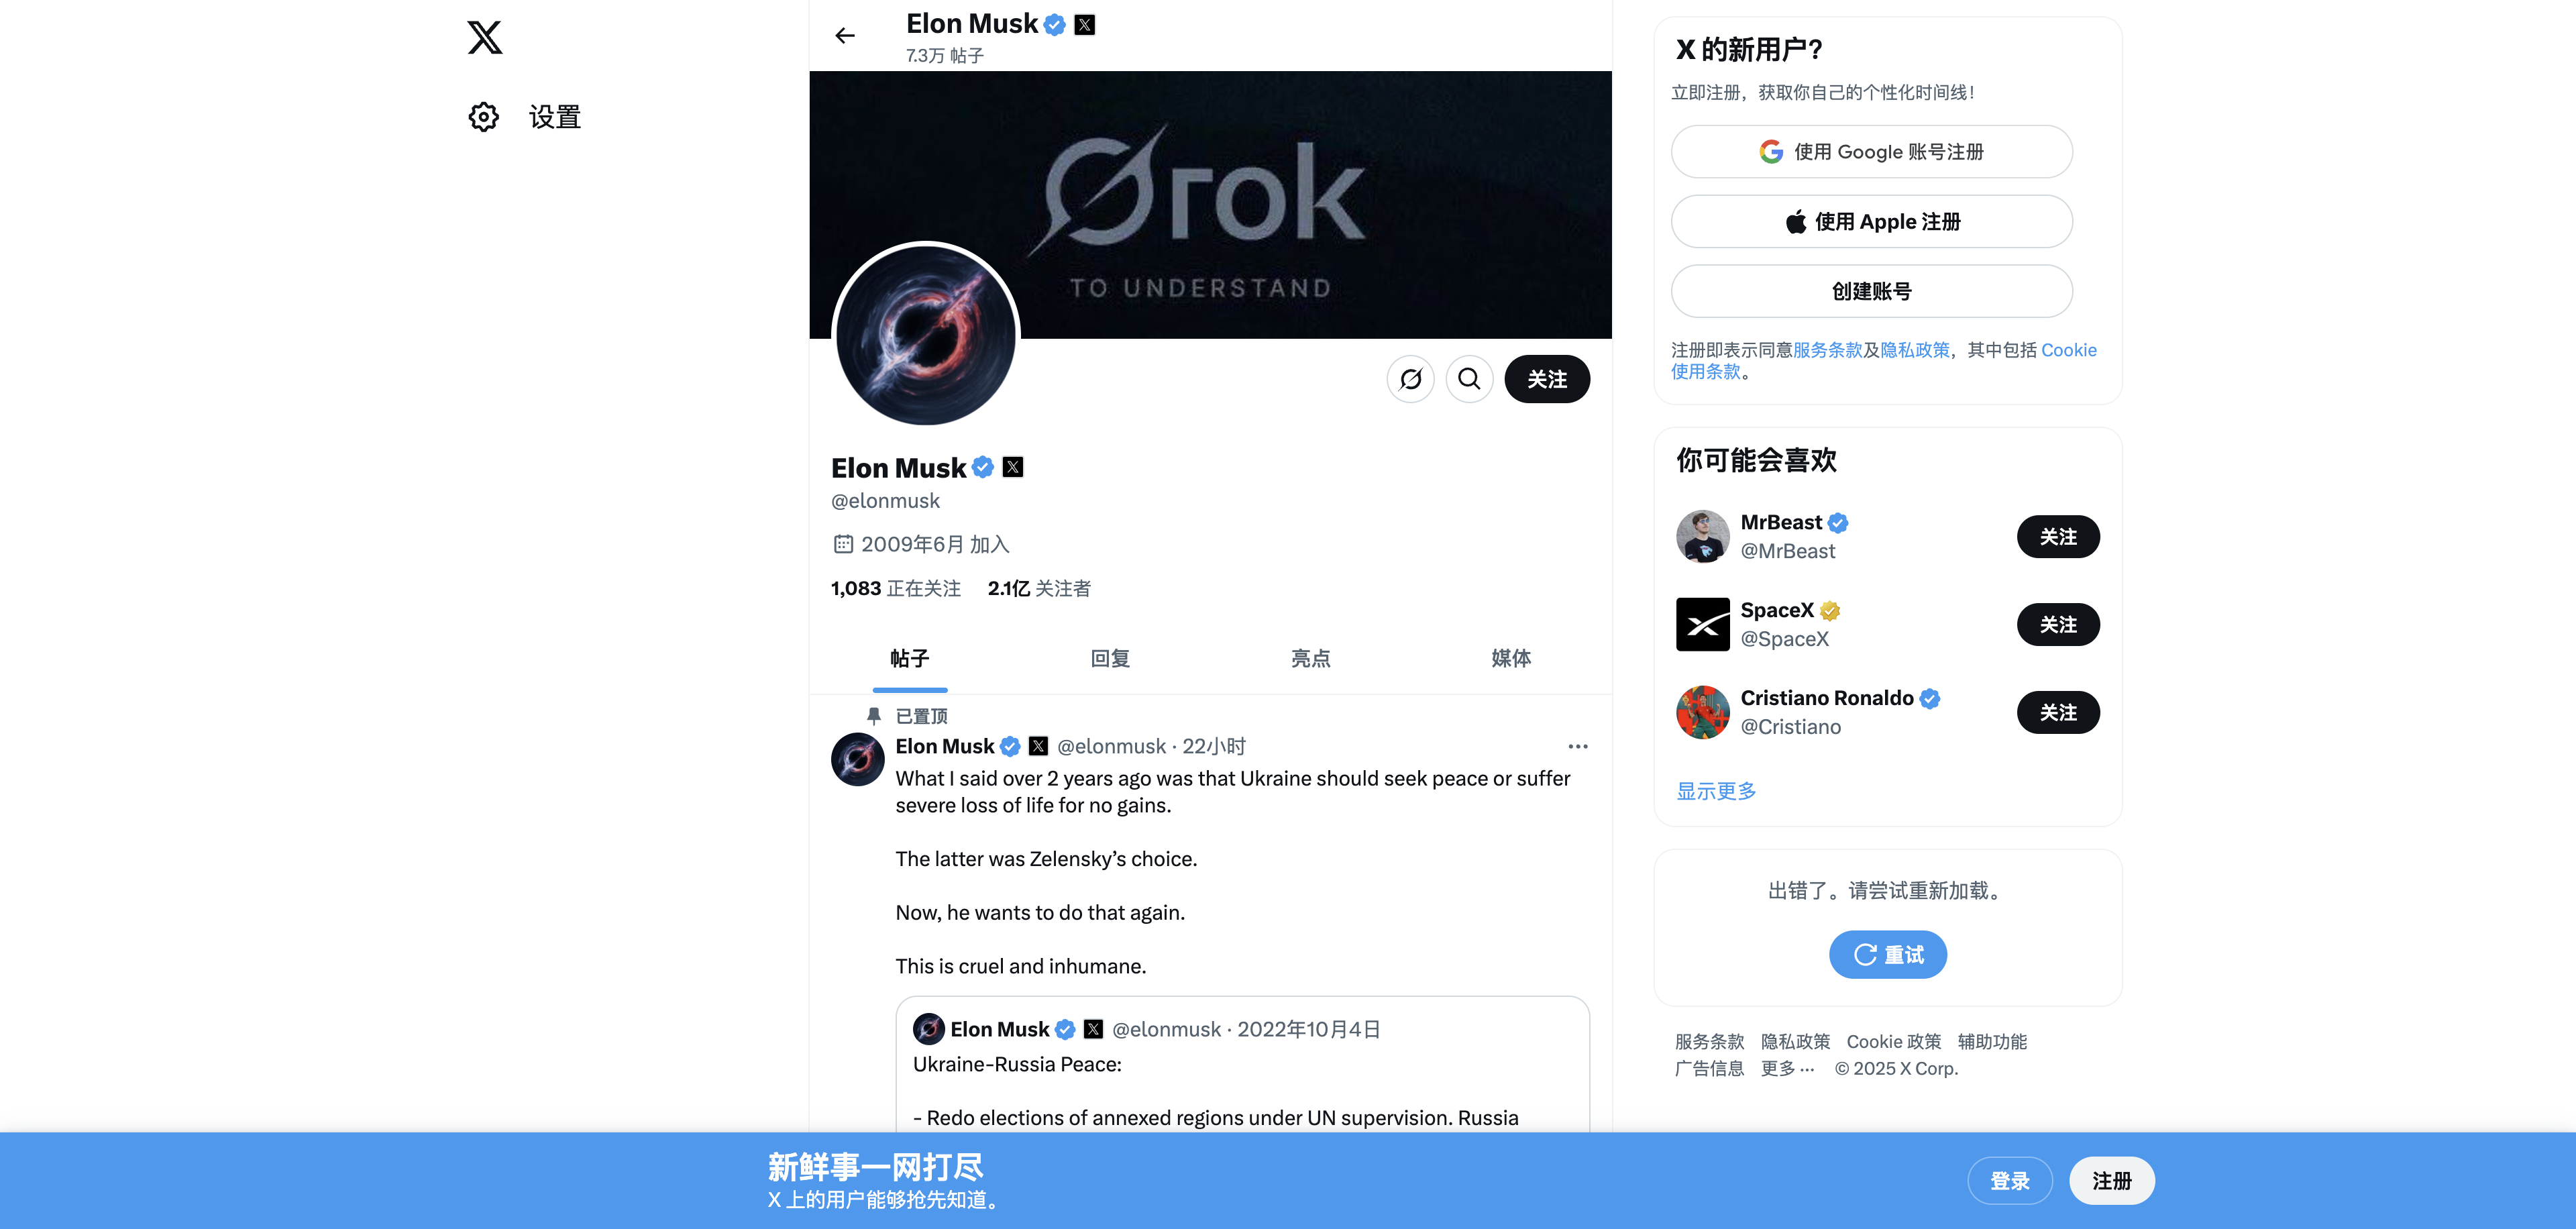 设置
Elon Musk
7.3万 帖子
Grok
TO UNDERSTAND
关注
Elon Musk
@elonmusk
2009年6月 加入
1,083 正在关注 2.1亿 关注者
帖子 回复 亮点 媒体
已置顶
Elon Musk @elonmusk · 22小时
What I said over 2 years ago was that Ukraine should seek peace or suffer
severe loss of life for no gains.
The latter was Zelensky’s choice.
Now, he wants to do that again.
This is cruel and inhumane.
Elon Musk @elonmusk · 2022年10月4日
Ukraine-Russia Peace:
- Redo elections of annexed regions under UN supervision. Russia
X 的新用户？
立即注册，获取你自己的个性化时间线！
使用 Google 账号注册
使用 Apple 注册
创建账号
注册即表示同意服务条款及隐私政策，其中包括 Cookie
使用条款。
你可能会喜欢
MrBeast
@MrBeast
关注
SpaceX
@SpaceX
关注
Cristiano Ronaldo
@Cristiano
关注
显示更多
出错了。请尝试重新加载。
重试
服务条款 隐私政策 Cookie 政策 辅助功能
广告信息 更多 ··· © 2025 X Corp.
新鲜事一网打尽
X 上的用户能够抢先知道。
登录 注册